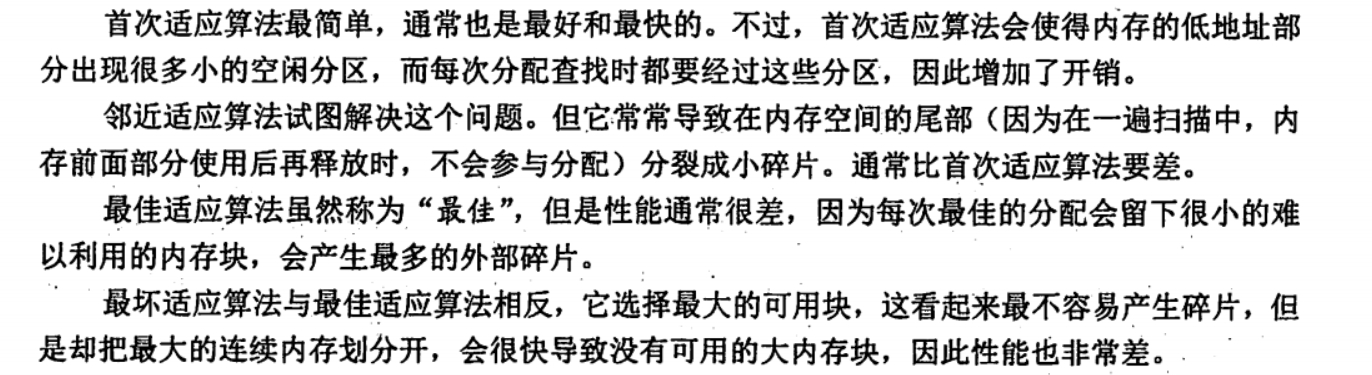 首次适应算法最简单，通常也是最好和最快的。不过，首次适应算法会使得内存的低地址部
分出现很多小的空闲分区，而每次分配查找时都要经过这些分区，因此增加了开销。
邻近适应算法试图解决这个问题。但它常常导致在内存空间的尾部（因为在一遍扫描中，内
存前面部分使用后再释放时，不会参与分配）分裂成小碎片。通常比首次适应算法要差。
最佳适应算法虽然称为“最佳”，但是性能通常很差，因为每次最佳的分配会留下很小的难
以利用的内存块，会产生最多的外部碎片。
最坏适应算法与最佳适应算法相反，它选择最大的可用块，这看起来最不容易产生碎片，但
是却把最大的连续内存划分开，会很快导致没有可用的大内存块，因此性能也非常差。